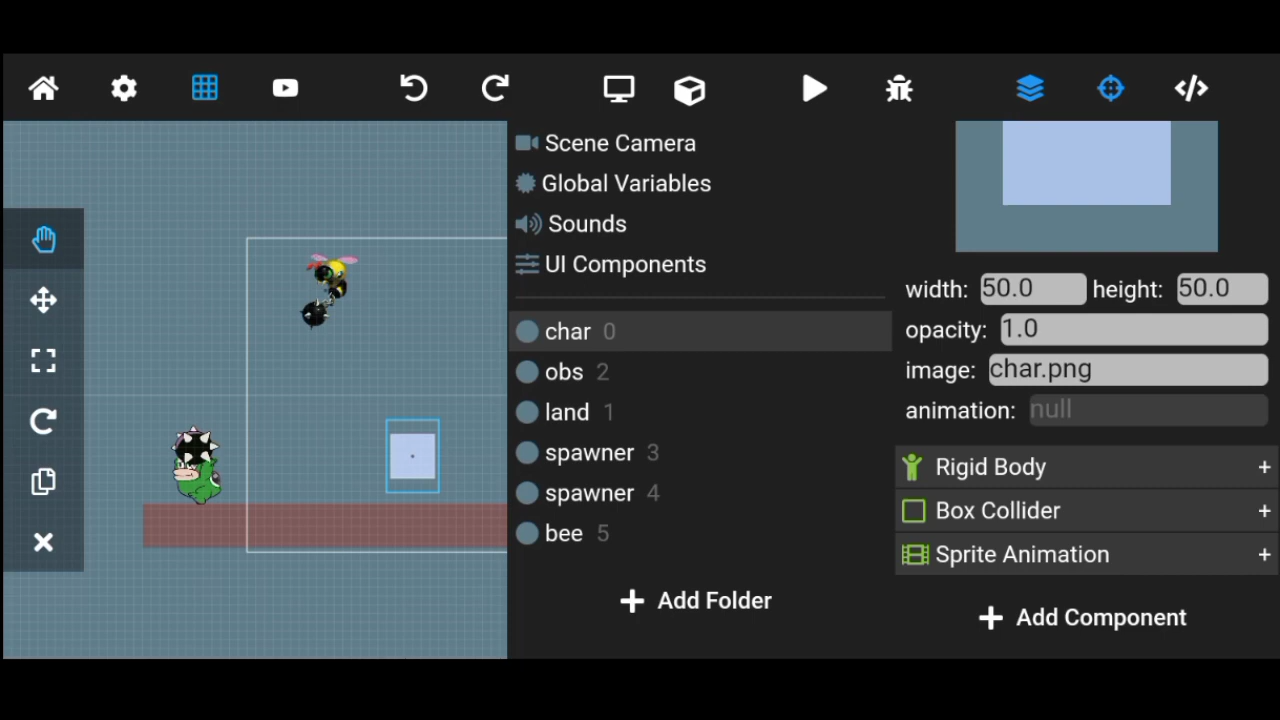 Scene Camera
Global Variables
Sounds
UI Components
char 0
obs 2
land 1
spawner 3
spawner 4
bee 5
Add Folder
width: 50.0 height: 50.0
opacity: 1.0
image: char.png
animation: null
Rigid Body +
Box Collider +
Sprite Animation +
Add Component